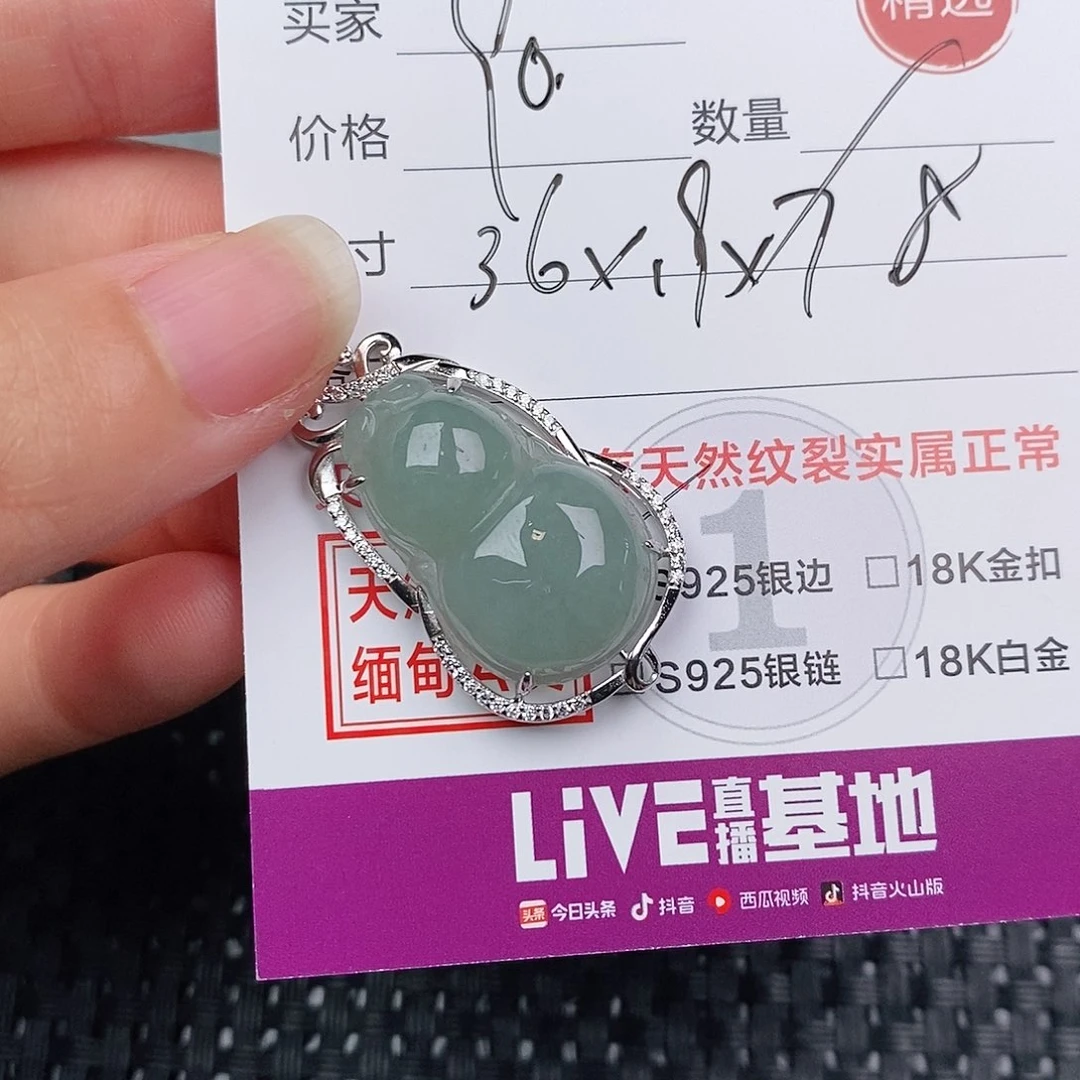 买家
精选
90.
价格
数量
寸 36x19x7.8
天然纹裂实属正常
天
S925银边 □18K金扣
缅甸
S925银链 □18K白金
1
LiVE直播基地
头条 今日头条 抖音 西瓜视频 抖音火山版